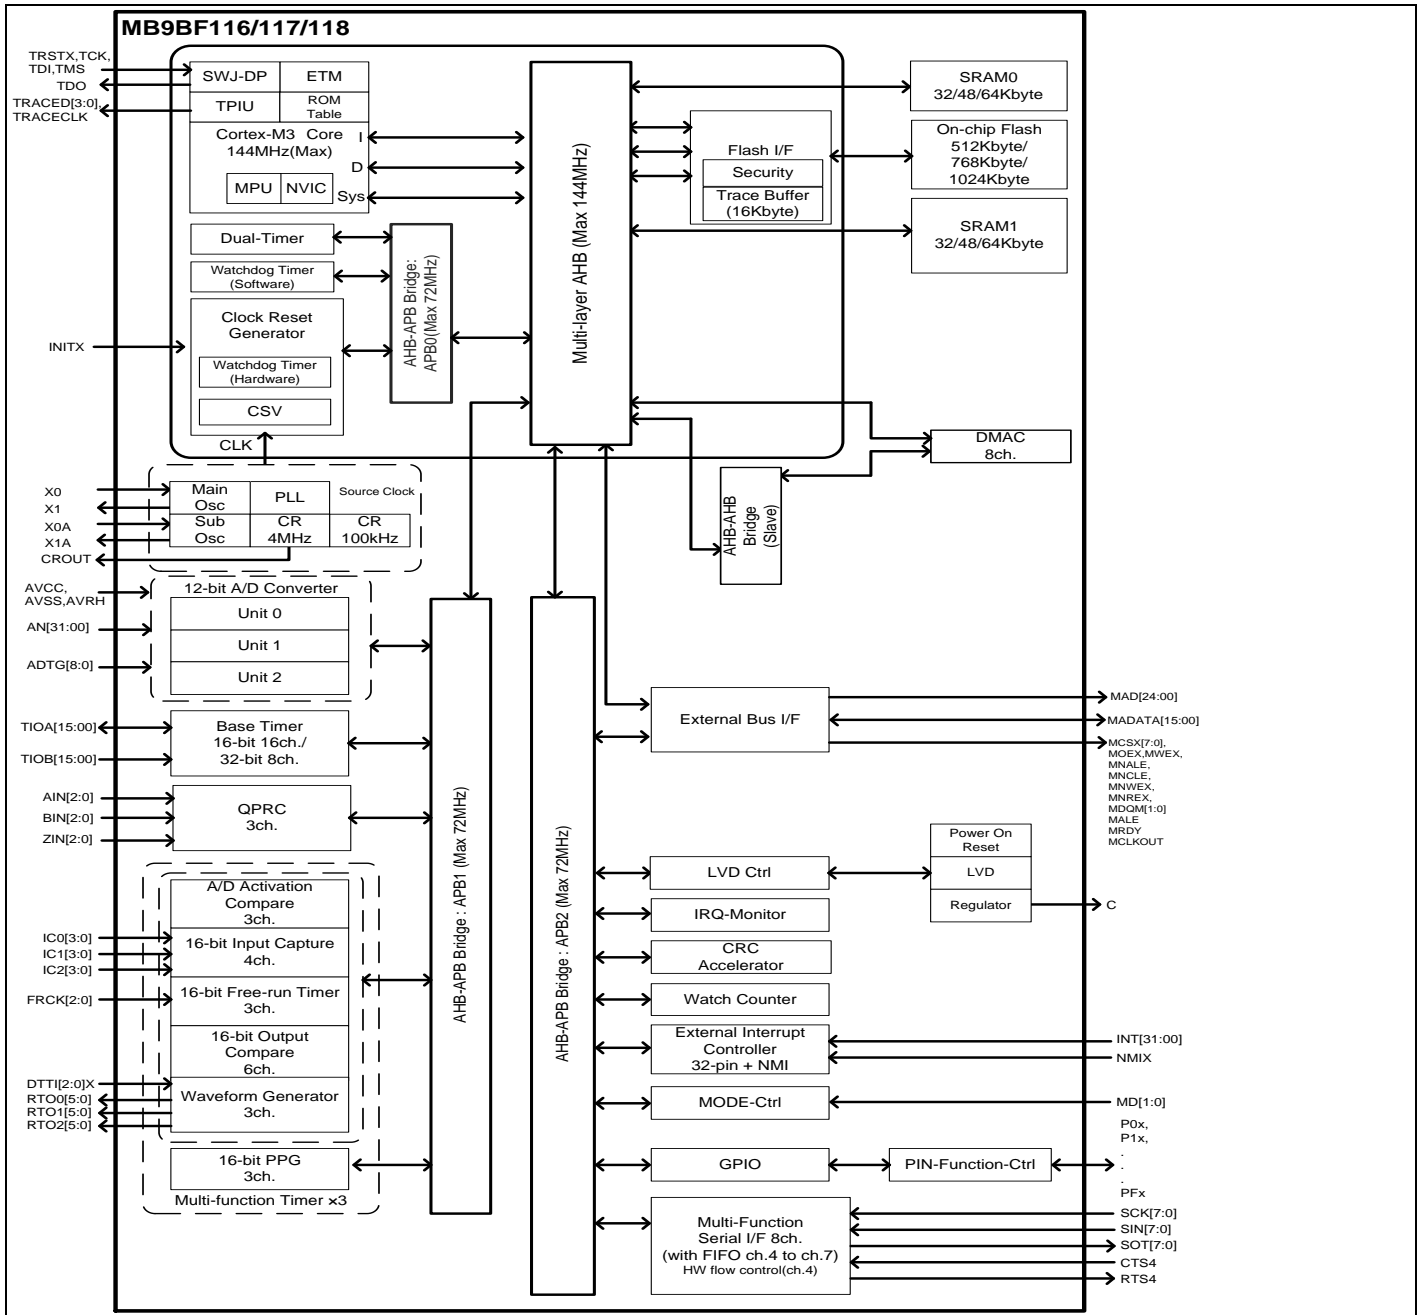 MB9BF116/117/118
TRSTX,TCK,
TDI,TMS
TDO
TRACED[3:0],
TRACECLK
SWJ-DP
ETM
TPIU
ROM
Table
Cortex-M3 Core
144MHz(Max)
I
D
Sys
MPU
NVIC
Dual-Timer
Watchdog Timer
(Software)
Clock Reset
Generator
Watchdog Timer
(Hardware)
CSV
CLK
INITX
AHB-APB Bridge:
APB0(Max 72MHz)
Multi-layer AHB (Max 144MHz)
Flash I/F
Security
Trace Buffer
(16Kbyte)
SRAM0
32/48/64Kbyte
On-chip Flash
512Kbyte/
768Kbyte/
1024Kbyte
SRAM1
32/48/64Kbyte
DMAC
8ch.
AHB-AHB
Bridge
(Slave)
X0
X1
X0A
X1A
CROUT
Main
Osc
PLL
Source Clock
Sub
Osc
CR
4MHz
CR
100kHz
AVCC,
AVSS,AVRH
AN[31:00]
ADTG[8:0]
12-bit A/D Converter
Unit 0
Unit 1
Unit 2
TIOA[15:00]
TIOB[15:00]
Base Timer
16-bit 16ch./
32-bit 8ch.
AIN[2:0]
BIN[2:0]
ZIN[2:0]
QPRC
3ch.
A/D Activation
Compare
3ch.
IC0[3:0]
IC1[3:0]
IC2[3:0]
16-bit Input Capture
4ch.
FRCK[2:0]
16-bit Free-run Timer
3ch.
16-bit Output
Compare
6ch.
DTTI[2:0]X
RTO0[5:0]
RTO1[5:0]
RTO2[5:0]
Waveform Generator
3ch.
16-bit PPG
3ch.
Multi-function Timer ×3
AHB-APB Bridge : APB1 (Max 72MHz)
AHB-APB Bridge : APB2 (Max 72MHz)
External Bus I/F
MAD[24:00]
MADATA[15:00]
MCSX[7:0],
MOEX,MWEX,
MNALE,
MNCLE,
MNWEX,
MNREX,
MDQM[1:0]
MALE
MRDY
MCLKOUT
LVD Ctrl
Power On
Reset
LVD
Regulator
C
IRQ-Monitor
CRC
Accelerator
Watch Counter
External Interrupt
Controller
32-pin + NMI
INT[31:00]
NMIX
MODE-Ctrl
MD[1:0]
GPIO
PIN-Function-Ctrl
P0x,
P1x,
.
.
.
PFx
Multi-Function
Serial I/F 8ch.
(with FIFO ch.4 to ch.7)
HW flow control(ch.4)
SCK[7:0]
SIN[7:0]
SOT[7:0]
CTS4
RTS4